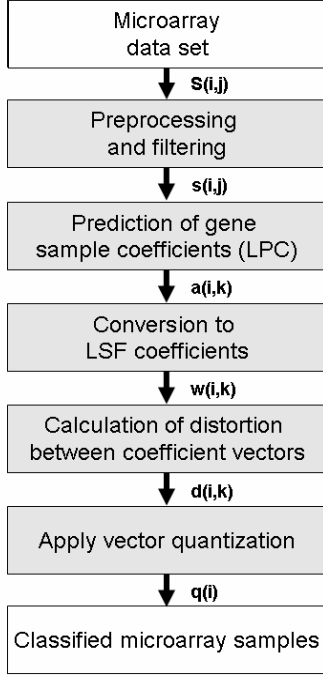 Microarray
data set
S(i,j)
Preprocessing
and filtering
s(i,j)
Prediction of gene
sample coefficients (LPC)
a(i,k)
Conversion to
LSF coefficients
w(i,k)
Calculation of distortion
between coefficient vectors
d(i,k)
Apply vector quantization
q(i)
Classified microarray samples